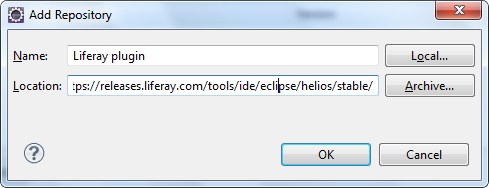 Add Repository
Name: Liferay plugin Local...
Location: :ps://releases.liferay.com/tools/ide/eclipse/helios/stable/ Archive...
? OK Cancel